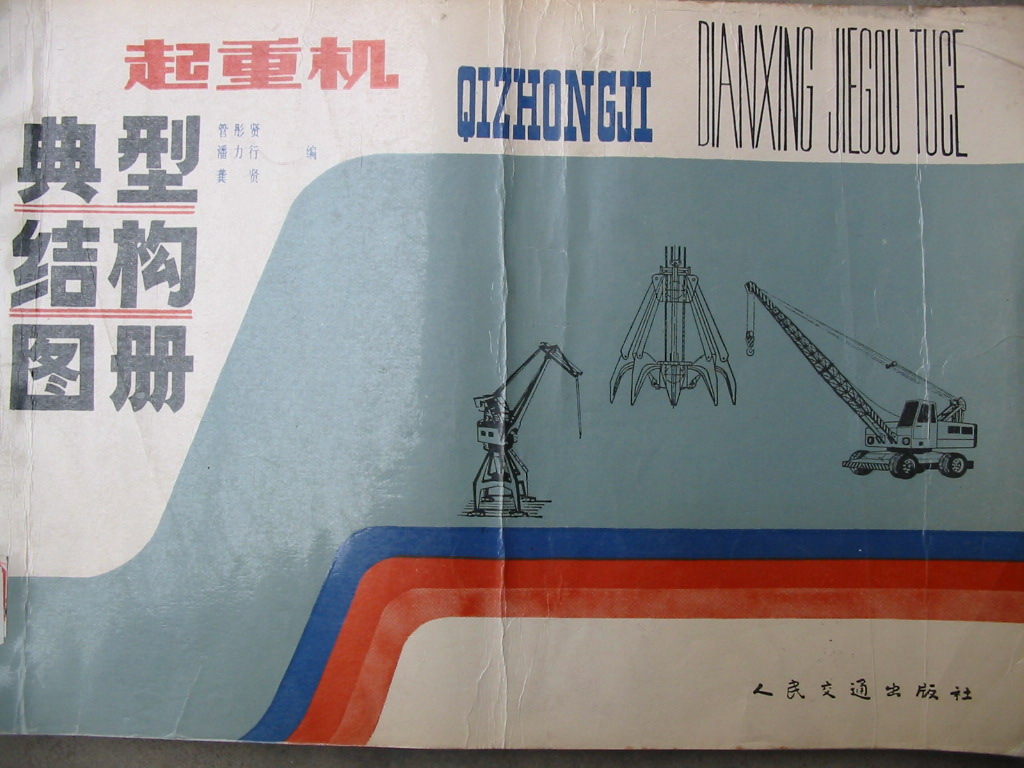 起重机
QIZHONGJI
DIANXING JIEGOU TUCE
典型
结构
图册
管彤贤
潘力行 编
龚 贤
人民交通出版社